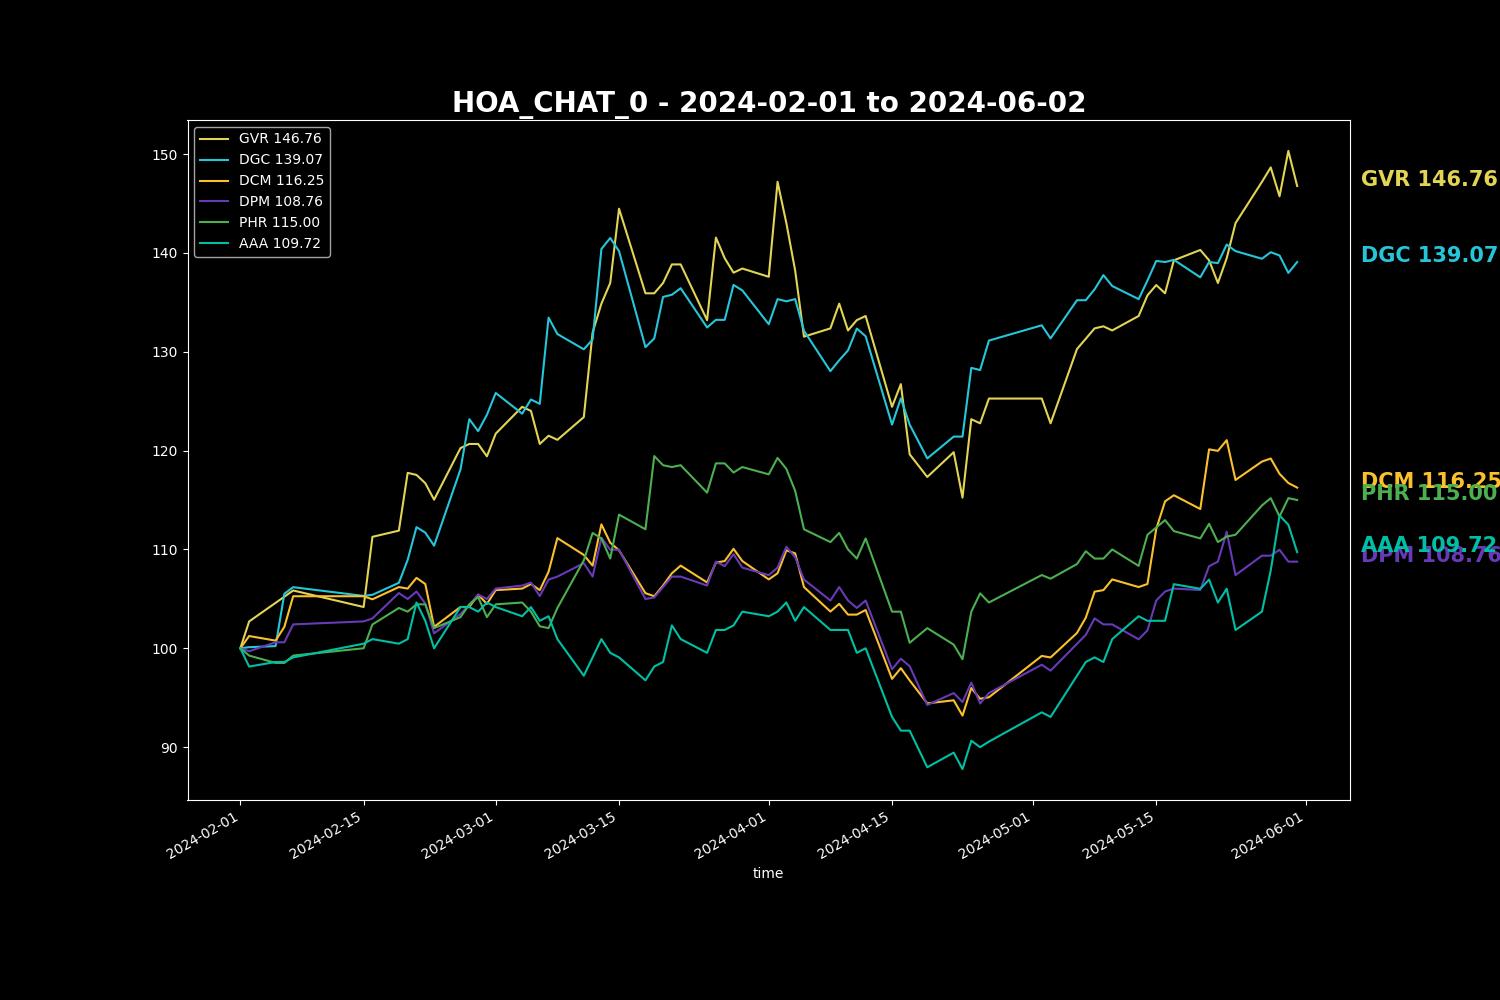 HOA_CHAT_0 - 2024-02-01 to 2024-06-02
GVR 146.76
DGC 139.07
DCM 116.25
DPM 108.76
PHR 115.00
AAA 109.72
150
140
130
120
110
100
90
GVR 146.76
DGC 139.07
DCM 116.25
PHR 115.00
AAA 109.72
DPM 108.76
2024-02-01
2024-02-15
2024-03-01
2024-03-15
2024-04-01
2024-04-15
2024-05-01
2024-05-15
2024-06-01
time